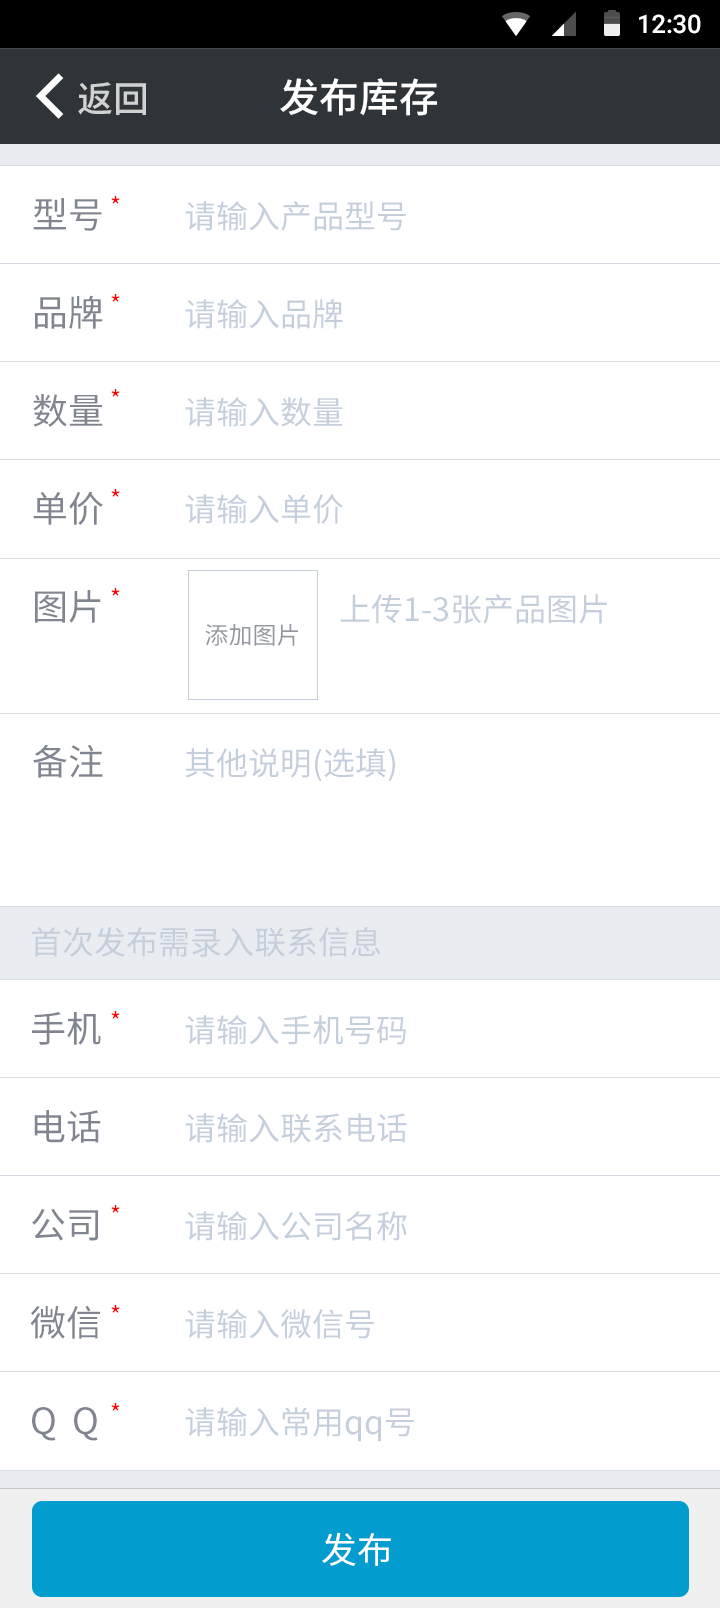 12:30
返回 发布库存
型号* 请输入产品型号
品牌* 请输入品牌
数量* 请输入数量
单价* 请输入单价
图片* 添加图片 上传1-3张产品图片
备注 其他说明(选填)
首次发布需录入联系信息
手机* 请输入手机号码
电话 请输入联系电话
公司* 请输入公司名称
微信* 请输入微信号
Q Q* 请输入常用qq号
发布